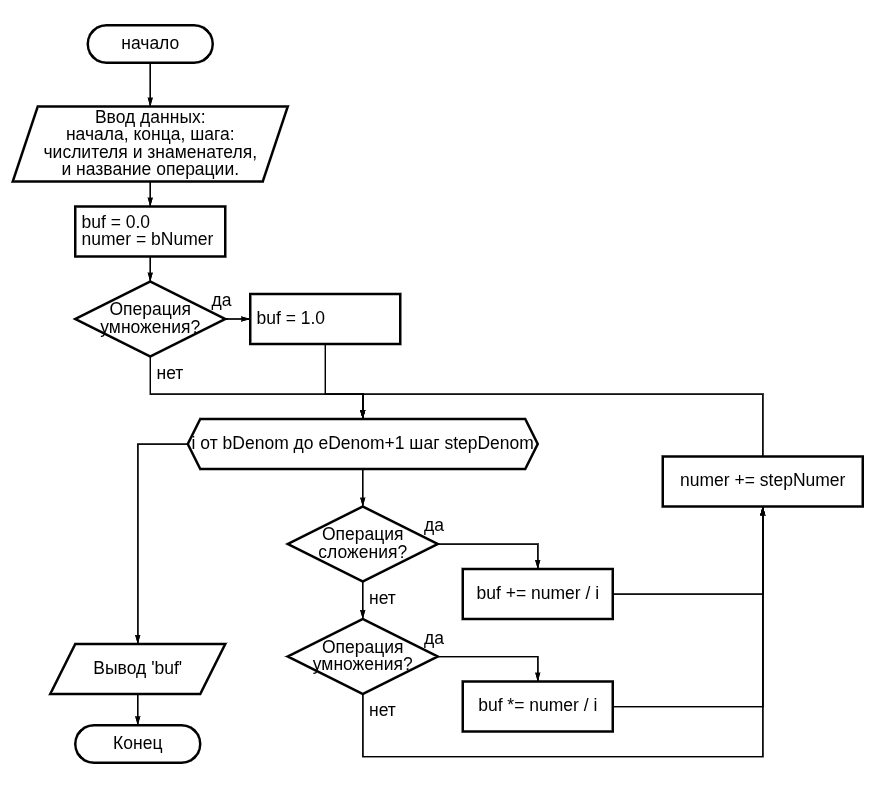 начало
Ввод данных:
начала, конца, шага:
числителя и знаменателя,
и название операции.
buf = 0.0
numer = bNumer
Операция
умножения?
да
buf = 1.0
нет
i от bDenom до eDenom+1 шаг stepDenom
numer += stepNumer
Операция
сложения?
да
buf += numer / i
нет
Операция
умножения?
да
buf *= numer / i
нет
Вывод 'buf'
Конец